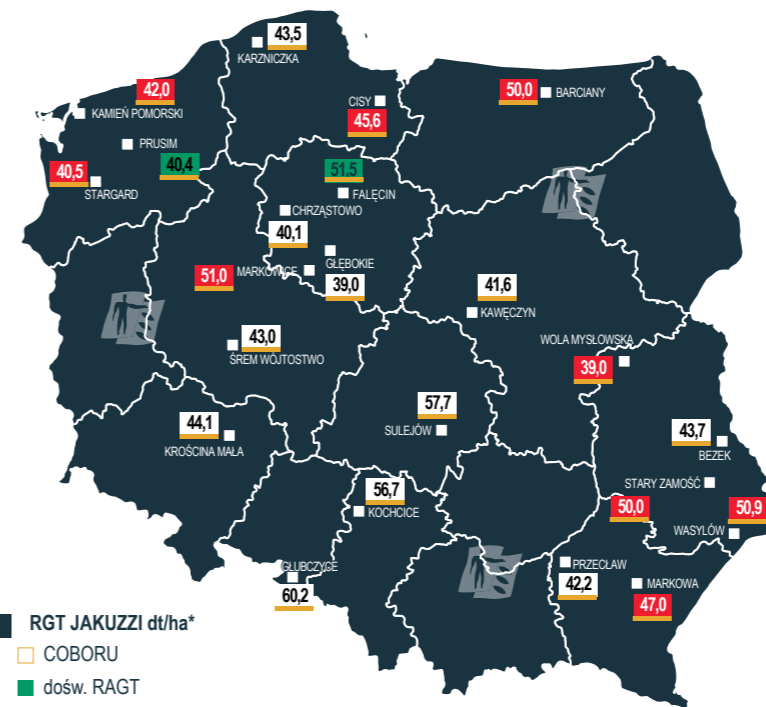 43,5
KARZNICZKA
42,0
KAMIEŃ POMORSKI
CISY
45,6
50,0
BARCIANY
PRUSIM
40,4
40,5
STARGARD
51.5
FALĘCIN
CHRZĄSTOWO
40,1
GŁĘBOKIE
39,0
51,0
MARKOWICE
41,6
KAWĘCZYN
43,0
ŚREM WÓJTOSTWO
WOLA MYSŁOWSKA
39,0
57,7
SULEJÓW
44,1
KROŚCINA MAŁA
43,7
BEZEK
STARY ZAMOŚĆ
50,0
50,9
WASYLÓW
56,7
KOCHCICE
GŁUBCZYCE
60,2
PRZECŁAW
42,2
MARKOWA
47,0
RGT JAKUZZI dt/ha*
COBORU
dośw. RAGT